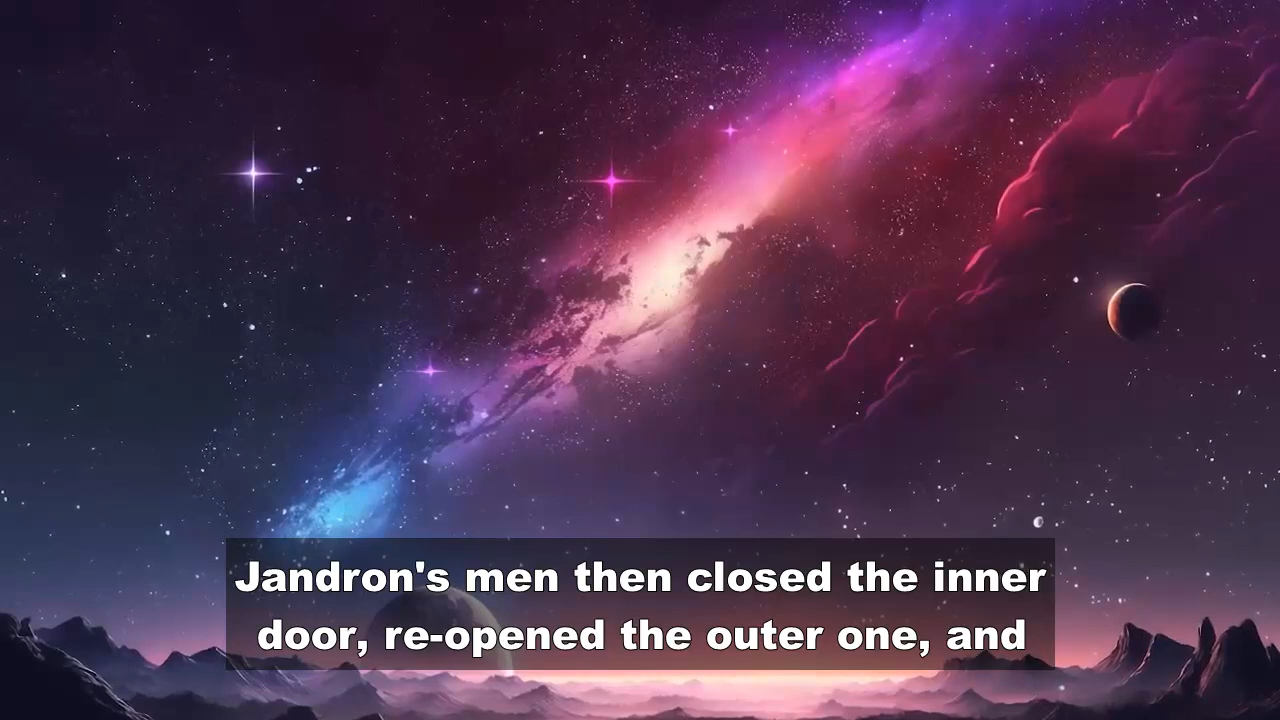 Jandron's men then closed the inner
door, re-opened the outer one, and